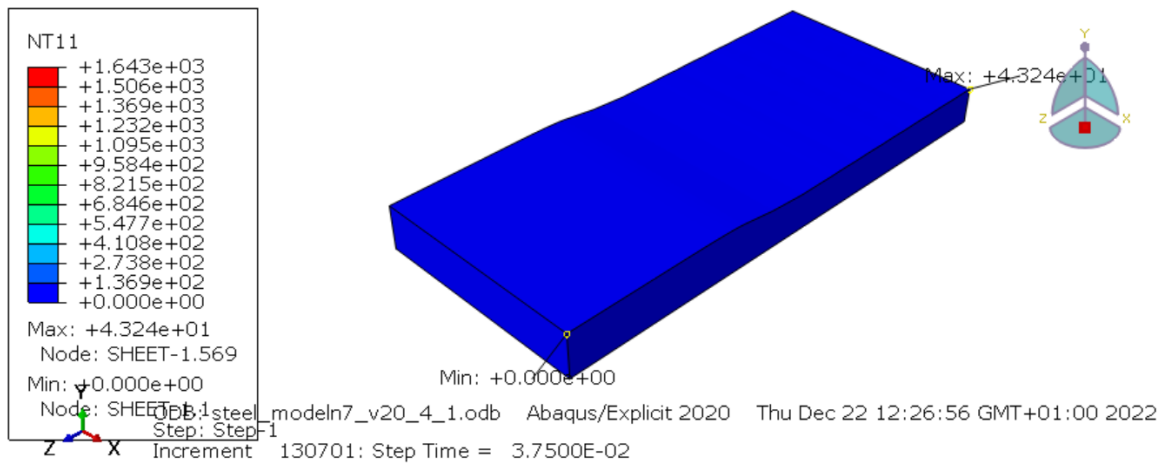 NT11
+1.643e+03
+1.506e+03
+1.369e+03
+1.232e+03
+1.095e+03
+9.584e+02
+8.215e+02
+6.846e+02
+5.477e+02
+4.108e+02
+2.738e+02
+1.369e+02
+0.000e+00
Max: +4.324e+01
Node: SHEET-1.569
Min: +0.000e+00
Node: SHEET-1.1
Max: +4.324e+01
Y
Z X
Min: +0.000e+00
Y
Z X
ODB: steel_modeln7_v20_4_1.odb Abaqus/Explicit 2020 Thu Dec 22 12:26:56 GMT+01:00 2022
Step: Step-1
Increment 130701: Step Time = 3.7500E-02